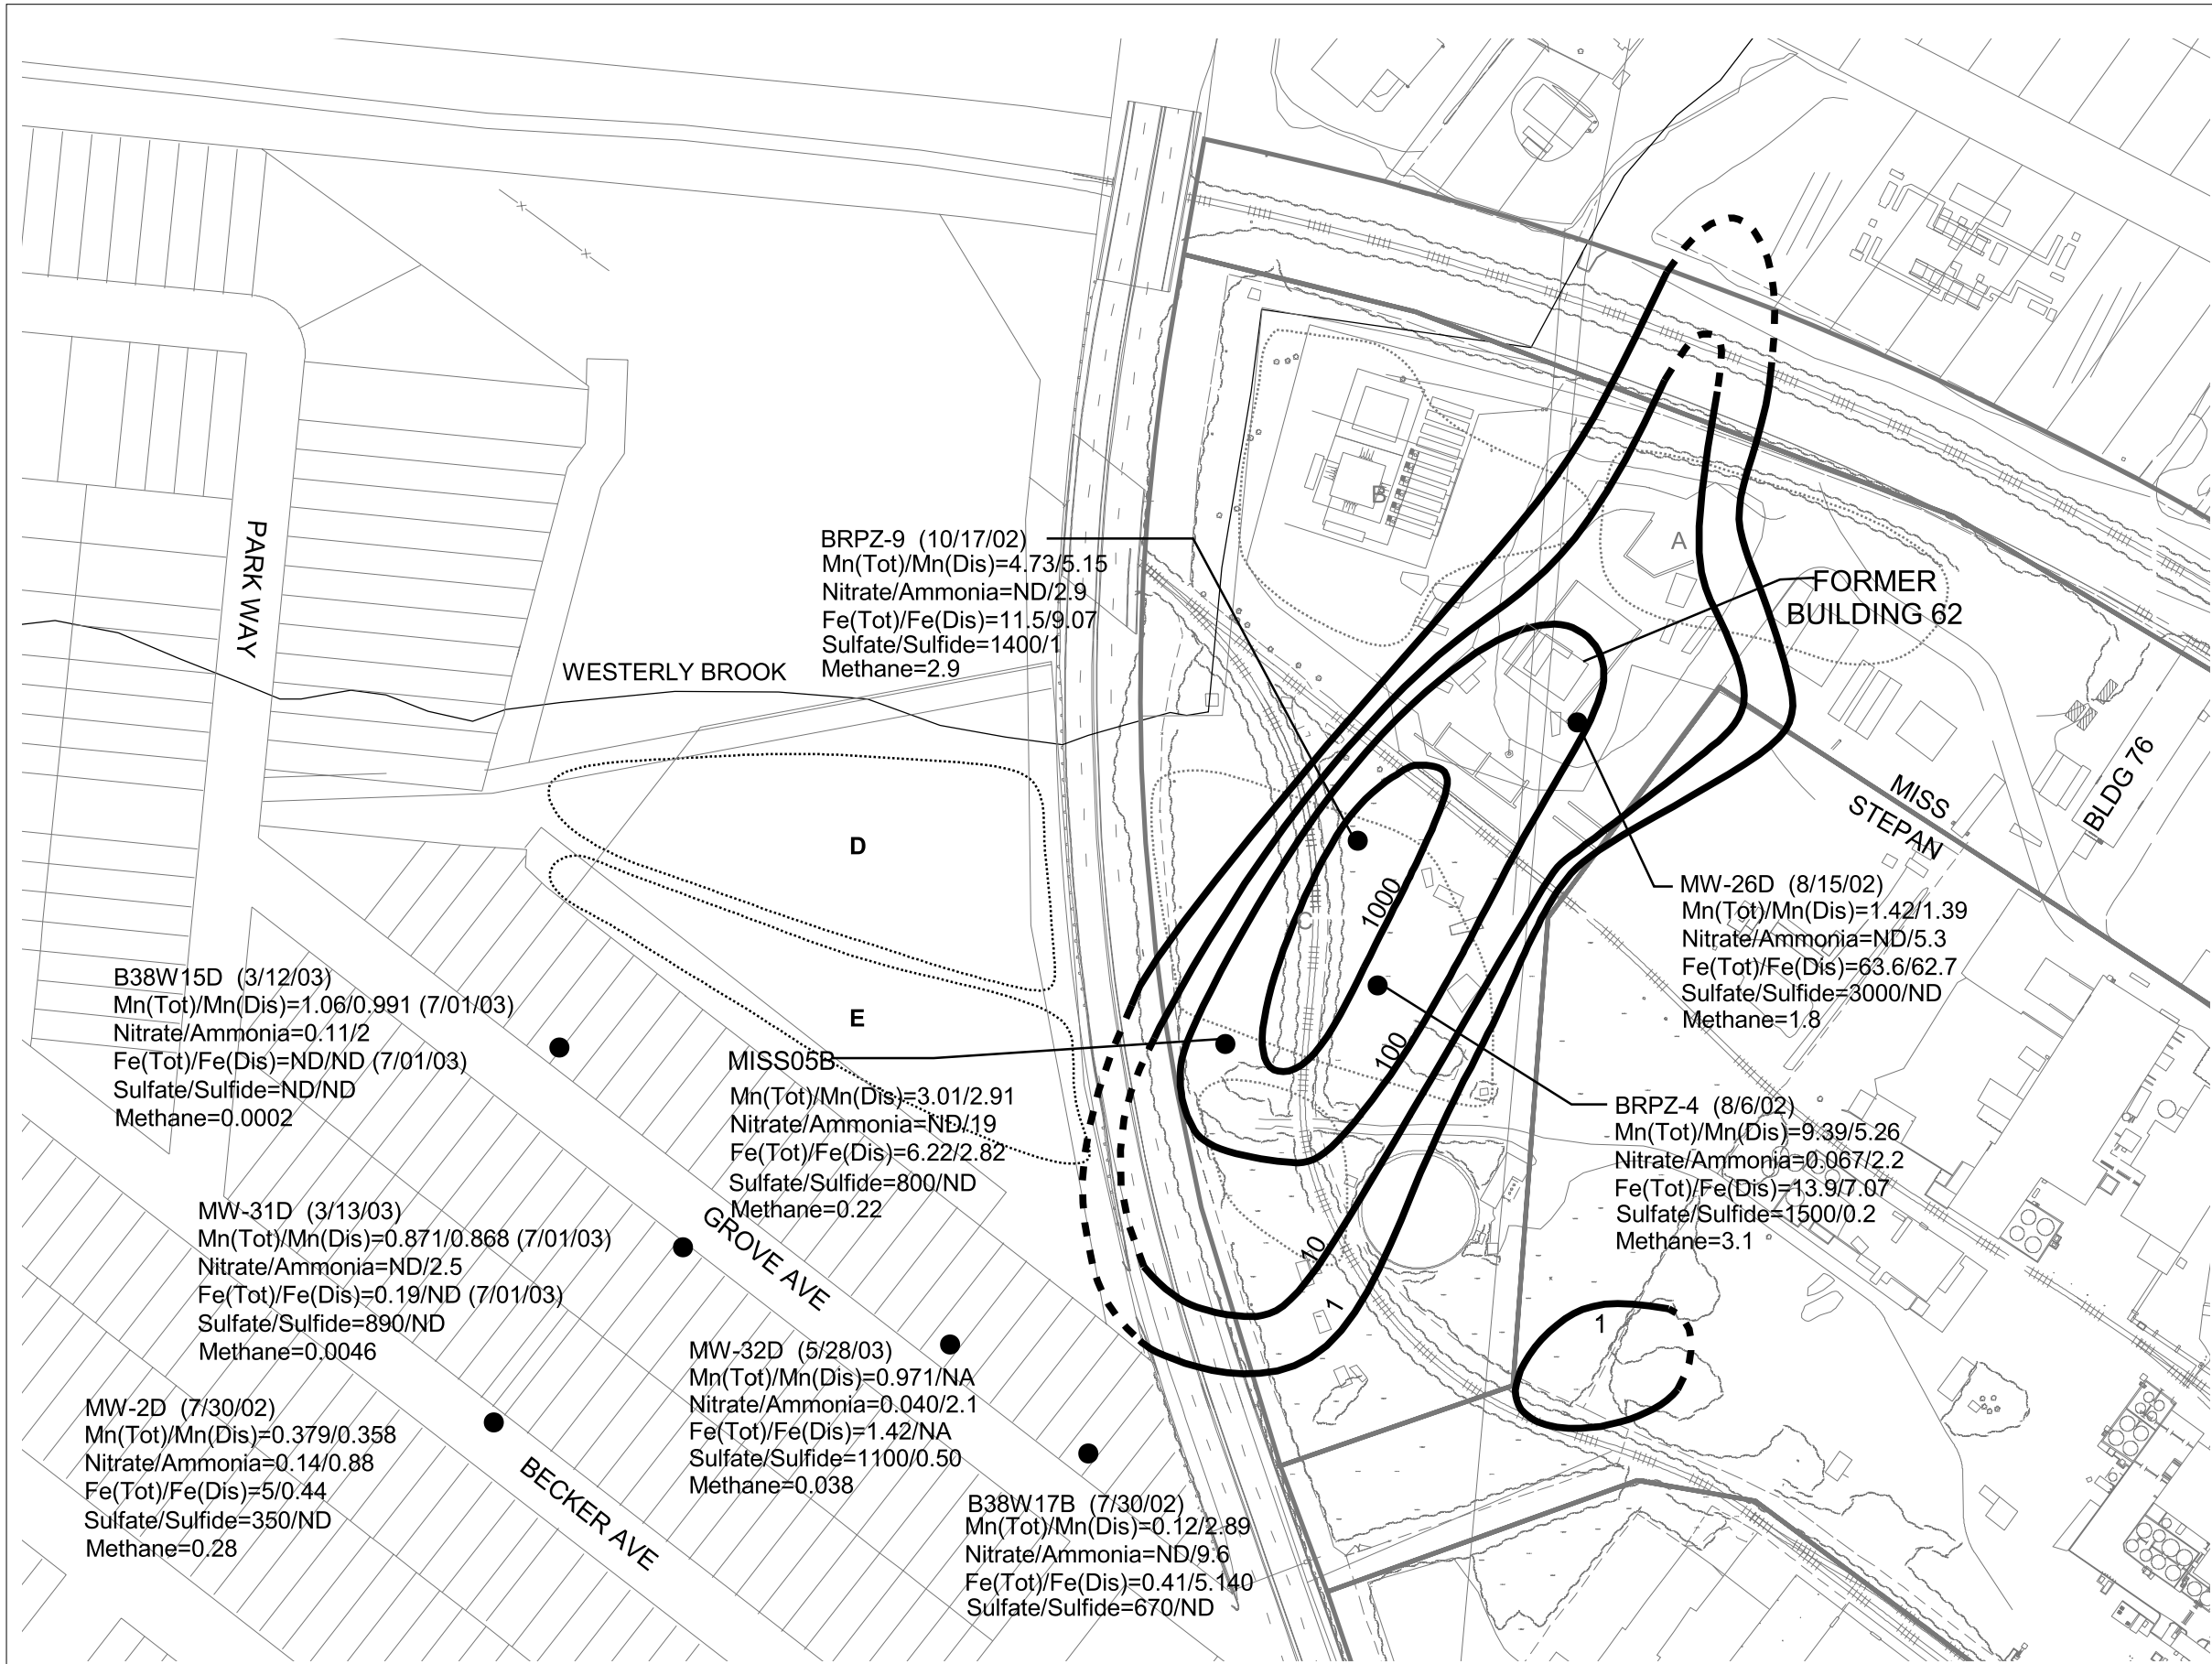 PARK WAY
WESTERLY BROOK
BRPZ-9 (10/17/02)
Mn(Tot)/Mn(Dis)=4.73/5.15
Nitrate/Ammonia=ND/2.9
Fe(Tot)/Fe(Dis)=11.5/9.07
Sulfate/Sulfide=1400/1
Methane=2.9
B
A
FORMER
BUILDING 62
MISS
STEPAN
BLDG 76
D
E
C
1000
100
10
1
1
MW-26D (8/15/02)
Mn(Tot)/Mn(Dis)=1.42/1.39
Nitrate/Ammonia=ND/5.3
Fe(Tot)/Fe(Dis)=63.6/62.7
Sulfate/Sulfide=3000/ND
Methane=1.8
B38W15D (3/12/03)
Mn(Tot)/Mn(Dis)=1.06/0.991 (7/01/03)
Nitrate/Ammonia=0.11/2
Fe(Tot)/Fe(Dis)=ND/ND (7/01/03)
Sulfate/Sulfide=ND/ND
Methane=0.0002
MISS05B
Mn(Tot)/Mn(Dis)=3.01/2.91
Nitrate/Ammonia=ND/19
Fe(Tot)/Fe(Dis)=6.22/2.82
Sulfate/Sulfide=800/ND
Methane=0.22
BRPZ-4 (8/6/02)
Mn(Tot)/Mn(Dis)=9.39/5.26
Nitrate/Ammonia=0.067/2.2
Fe(Tot)/Fe(Dis)=13.9/7.07
Sulfate/Sulfide=1500/0.2
Methane=3.1
MW-31D (3/13/03)
Mn(Tot)/Mn(Dis)=0.871/0.868 (7/01/03)
Nitrate/Ammonia=ND/2.5
Fe(Tot)/Fe(Dis)=0.19/ND (7/01/03)
Sulfate/Sulfide=890/ND
Methane=0.0046
GROVE AVE
MW-32D (5/28/03)
Mn(Tot)/Mn(Dis)=0.971/NA
Nitrate/Ammonia=0.040/2.1
Fe(Tot)/Fe(Dis)=1.42/NA
Sulfate/Sulfide=1100/0.50
Methane=0.038
MW-2D (7/30/02)
Mn(Tot)/Mn(Dis)=0.379/0.358
Nitrate/Ammonia=0.14/0.88
Fe(Tot)/Fe(Dis)=5/0.44
Sulfate/Sulfide=350/ND
Methane=0.28
BECKER AVE
B38W17B (7/30/02)
Mn(Tot)/Mn(Dis)=0.12/2.89
Nitrate/Ammonia=ND/9.6
Fe(Tot)/Fe(Dis)=0.41/5.140
Sulfate/Sulfide=670/ND